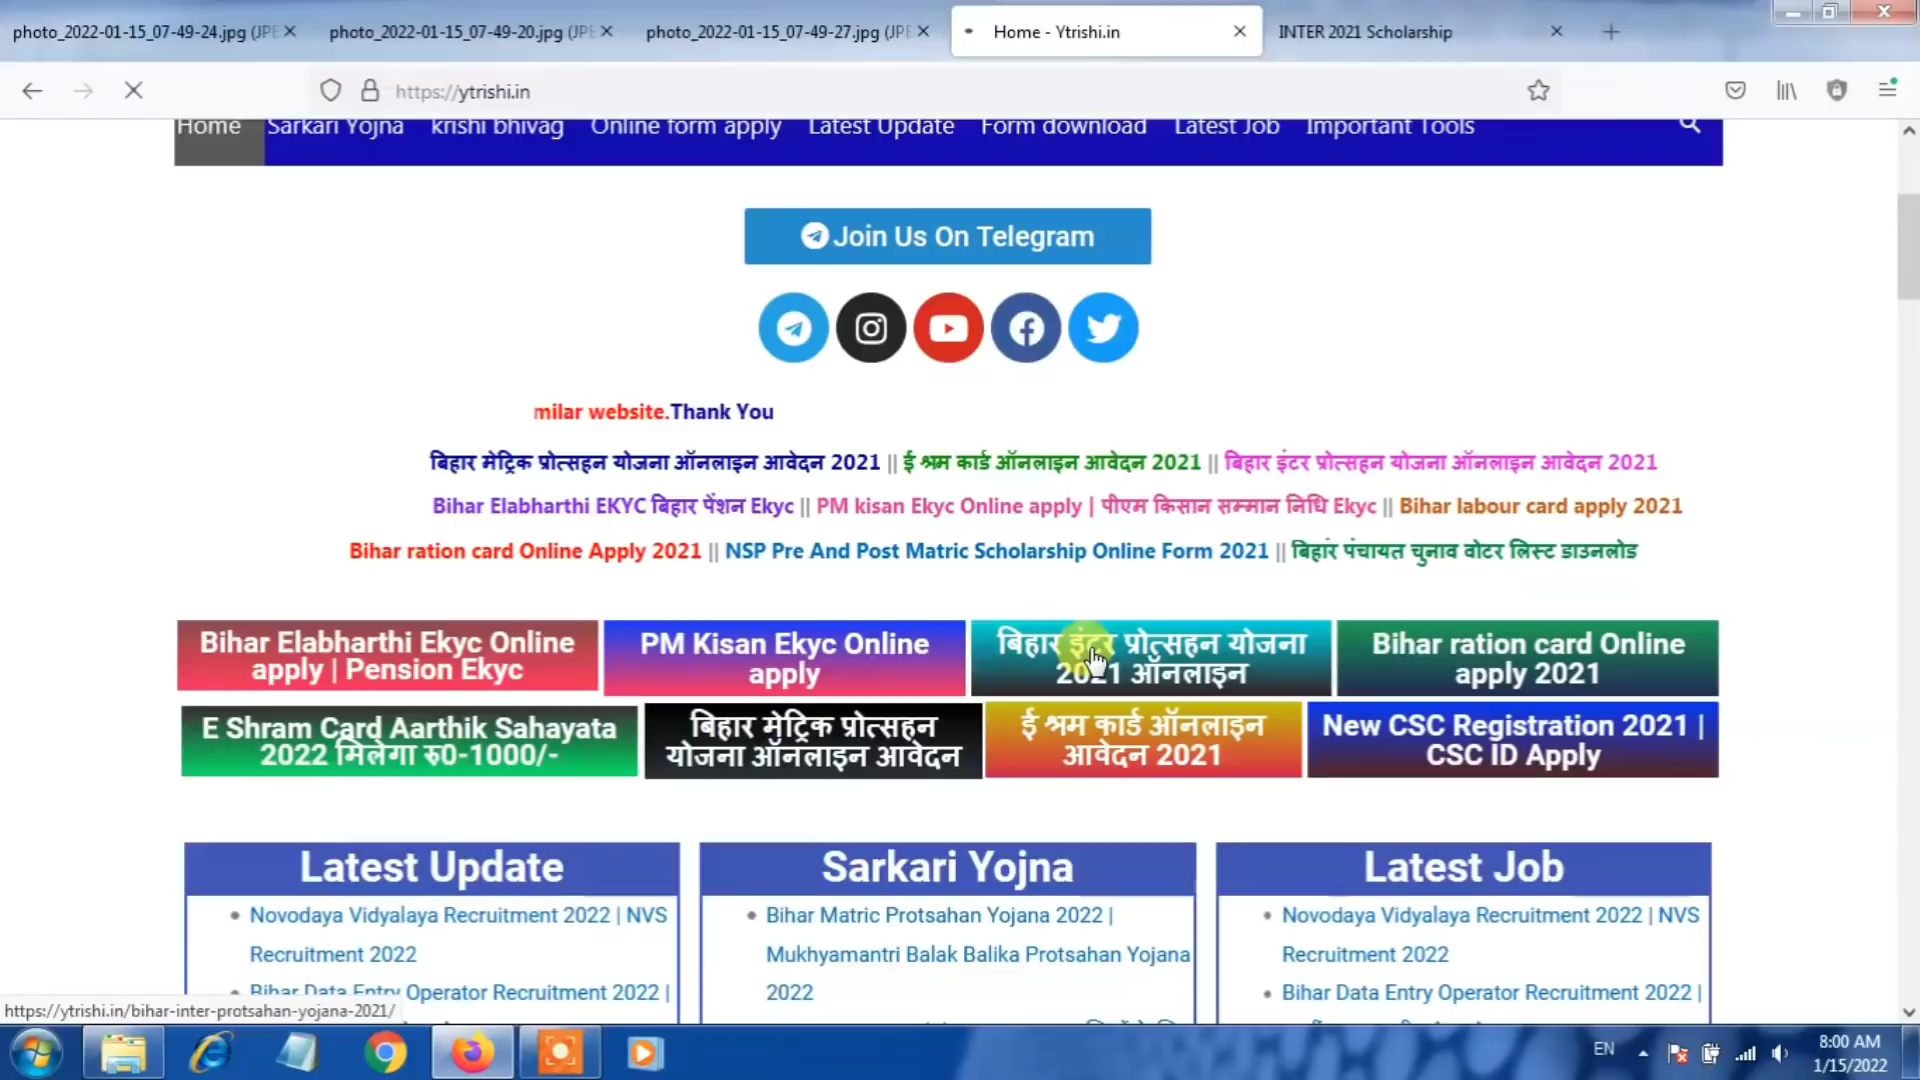 photo_2022-01-15_07-49-24.jpg (JPE
photo_2022-01-15_07-49-20.jpg (JPE
photo_2022-01-15_07-49-27.jpg (JPE
Home - Ytrishi.in
INTER 2021 Scholarship
https://ytrishi.in
Home Sarkari Yojna krishi bhivag Online form apply Latest Update Form download Latest Job Important Tools
Join Us On Telegram
milar website.Thank You
बिहार मेट्रिक प्रोत्सहन योजना ऑनलाइन आवेदन 2021 || ई श्रम कार्ड ऑनलाइन आवेदन 2021 || बिहार इंटर प्रोत्सहन योजना ऑनलाइन आवेदन 2021
Bihar Elabharthi EKYC बिहार पेंशन Ekyc || PM kisan Ekyc Online apply | पीएम किसान सम्मान निधि Ekyc || Bihar labour card apply 2021
Bihar ration card Online Apply 2021 || NSP Pre And Post Matric Scholarship Online Form 2021 || बिहार पंचायत चुनाव वोटर लिस्ट डाउनलोड
Bihar Elabharthi Ekyc Online
apply | Pension Ekyc
PM Kisan Ekyc Online
apply
बिहार इंटर प्रोत्सहन योजना
2021 ऑनलाइन
Bihar ration card Online
apply 2021
E Shram Card Aarthik Sahayata
2022 मिलेगा रु0-1000/-
बिहार मेट्रिक प्रोत्सहन
योजना ऑनलाइन आवेदन
ई श्रम कार्ड ऑनलाइन
आवेदन 2021
New CSC Registration 2021 |
CSC ID Apply
Latest Update
Novodaya Vidyalaya Recruitment 2022 | NVS
Recruitment 2022
Bihar Data Entry Operator Recruitment 2022 |
Sarkari Yojna
Bihar Matric Protsahan Yojana 2022 |
Mukhyamantri Balak Balika Protsahan Yojana
2022
Latest Job
Novodaya Vidyalaya Recruitment 2022 | NVS
Recruitment 2022
Bihar Data Entry Operator Recruitment 2022 |
https://ytrishi.in/bihar-inter-protsahan-yojana-2021/
EN
8:00 AM
1/15/2022